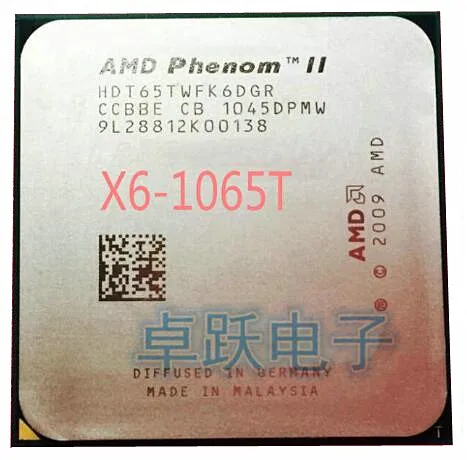 AMD Phenom™ II
HDT65TWFK6DGR
CCBBE CB 1045DPMW
9L28812K00138
X6-1065T
AMD
© 2009 AMD
卓跃电子
DIFFUSED IN GERMANY
MADE IN MALAYSIA
T